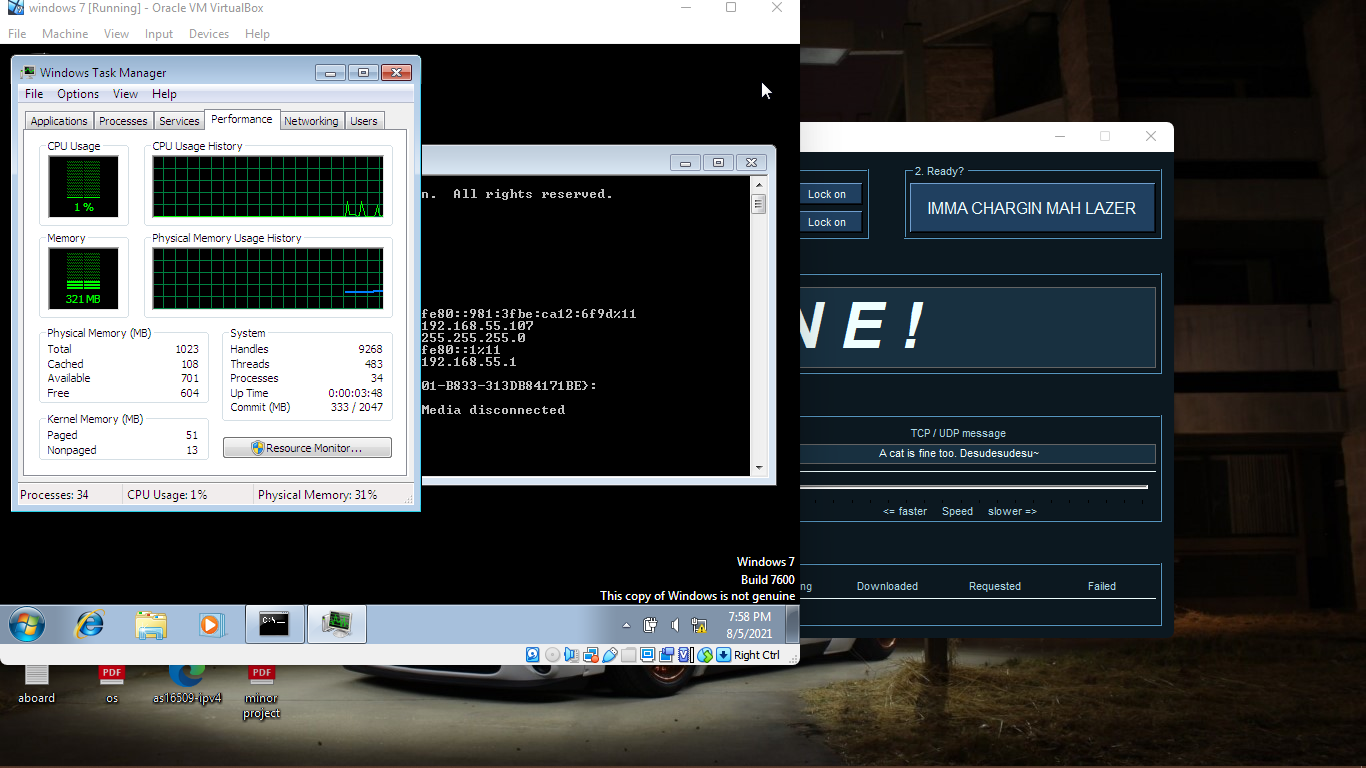 windows 7 [Running] - Oracle VM VirtualBox
File Machine View Input Devices Help
Windows Task Manager
File Options View Help
Applications Processes Services Performance Networking Users
CPU Usage
1 %
CPU Usage History
Memory
321 MB
Physical Memory Usage History
Physical Memory (MB)
Total 1023
Cached 108
Available 701
Free 604
Kernel Memory (MB)
Paged 51
Nonpaged 13
System
Handles 9268
Threads 483
Processes 34
Up Time 0:00:03:48
Commit (MB) 333 / 2047
Resource Monitor...
Processes: 34 CPU Usage: 1% Physical Memory: 31%
n. All rights reserved.
fe80::981:3fbe:ca12:6f9d%11
192.168.55.107
255.255.255.0
fe80::1%11
192.168.55.1
01-B833-313DB84171BE}:
Media disconnected
Windows 7
Build 7600
This copy of Windows is not genuine
C:\
7:58 PM
8/5/2021
Right Ctrl
Lock on
Lock on
2. Ready?
IMMA CHARGIN MAH LAZER
N E !
TCP / UDP message
A cat is fine too. Desudesudesu~
<= faster Speed slower =>
ng Downloaded Requested Failed
PDF PDF
aboard os as16509-ipv4 minor
project